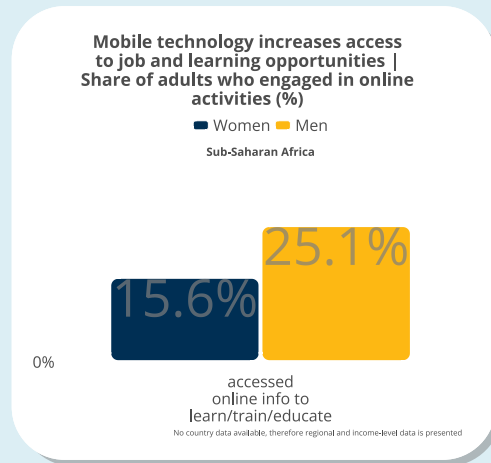 Mobile technology increases access
to job and learning opportunities |
Share of adults who engaged in online
activities (%)
Women Men
Sub-Saharan Africa
25.1%
15.6%
0%
accessed
online info to
learn/train/educate
No country data available, therefore regional and income-level data is presented